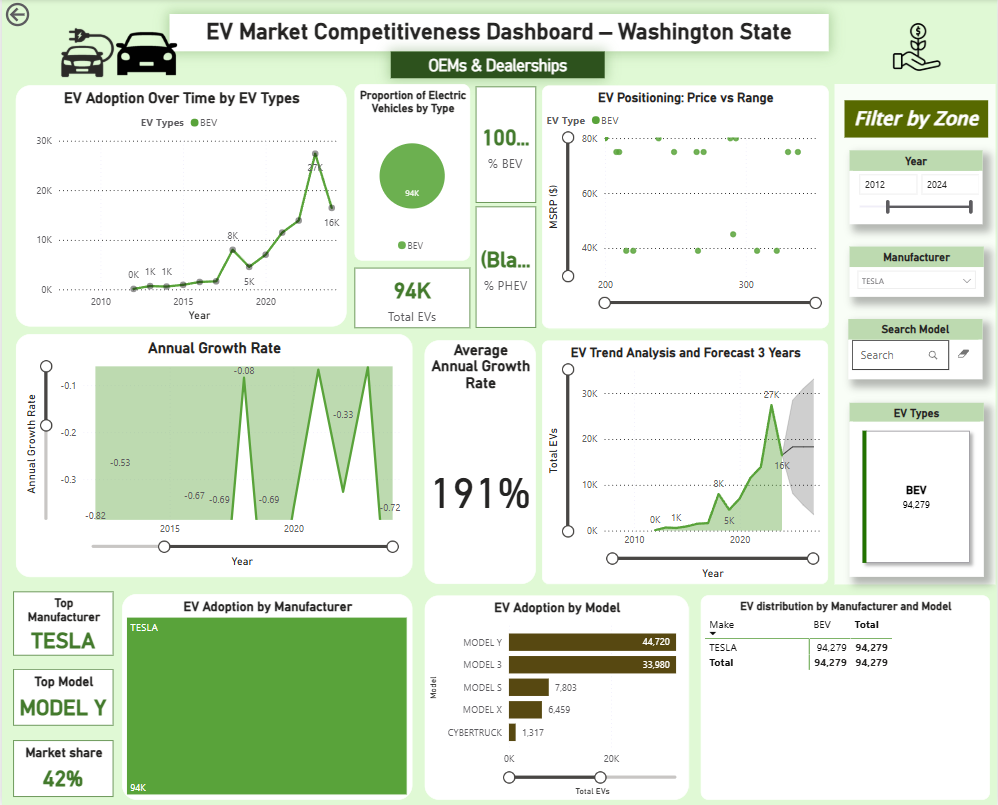 EV Market Competitiveness Dashboard – Washington State
OEMs & Dealerships
EV Adoption Over Time by EV Types
EV Types BEV
30K
20K
10K
0K
0K
1K
1K
8K
5K
27K
16K
2010
2015
2020
Year
Proportion of Electric
Vehicles by Type
94K
BEV
94K
Total EVs
100...
% BEV
(Bla...
% PHEV
EV Positioning: Price vs Range
EV Type BEV
MSRP ($)
80K
60K
40K
200
300
Filter by Zone
Year
2012
2024
Manufacturer
TESLA
Search Model
Search
EV Types
BEV
94,279
Annual Growth Rate
Annual Growth Rate
-0.1
-0.2
-0.3
-0.82
-0.53
-0.67
-0.69
-0.08
-0.69
-0.33
-0.72
2015
2020
Year
Average
Annual Growth
Rate
191%
EV Trend Analysis and Forecast 3 Years
Total EVs
30K
20K
10K
0K
0K
1K
8K
5K
27K
16K
2010
2020
Year
Top
Manufacturer
TESLA
Top Model
MODEL Y
Market share
42%
EV Adoption by Manufacturer
TESLA
94K
EV Adoption by Model
Model
MODEL Y 44,720
MODEL 3 33,980
MODEL S 7,803
MODEL X 6,459
CYBERTRUCK 1,317
0K
20K
Total EVs
EV distribution by Manufacturer and Model
Make BEV Total
TESLA 94,279 94,279
Total 94,279 94,279